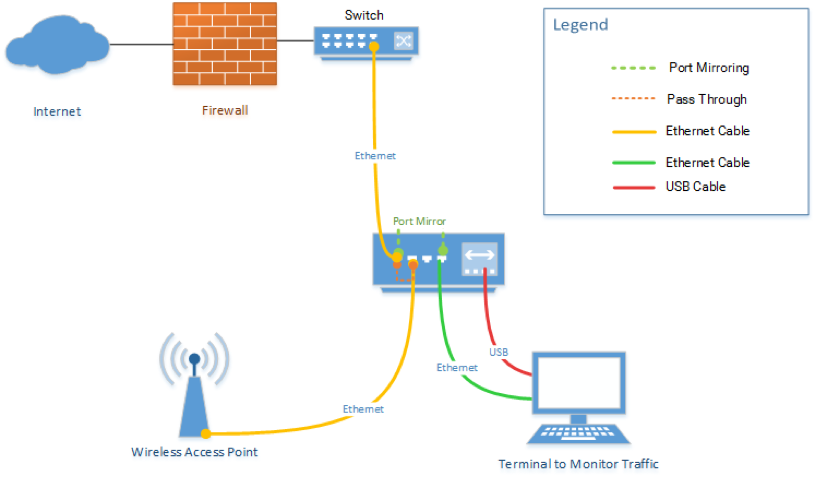 Switch
Legend
Port Mirroring
Pass Through
Ethernet Cable
Ethernet Cable
USB Cable
Internet
Firewall
Ethernet
Port Mirror
USB
Ethernet
Ethernet
Wireless Access Point
Terminal to Monitor Traffic